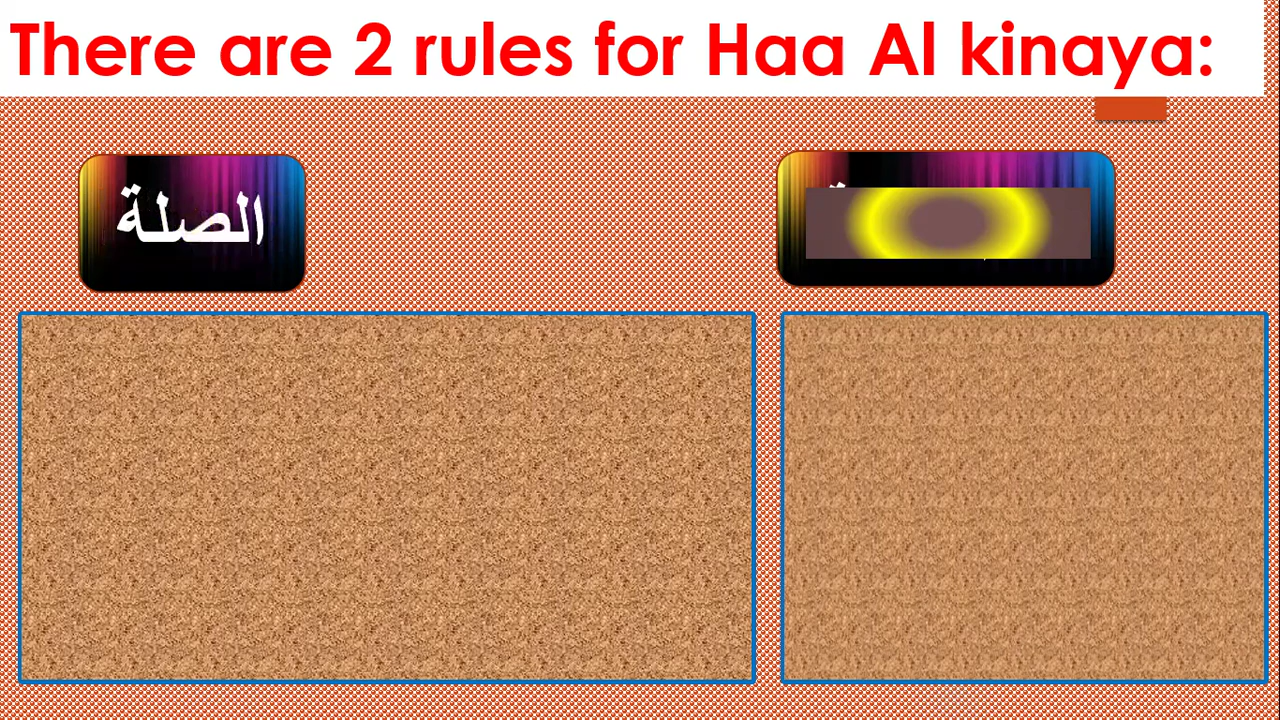 There are 2 rules for Haa Al kinaya:
الصلة